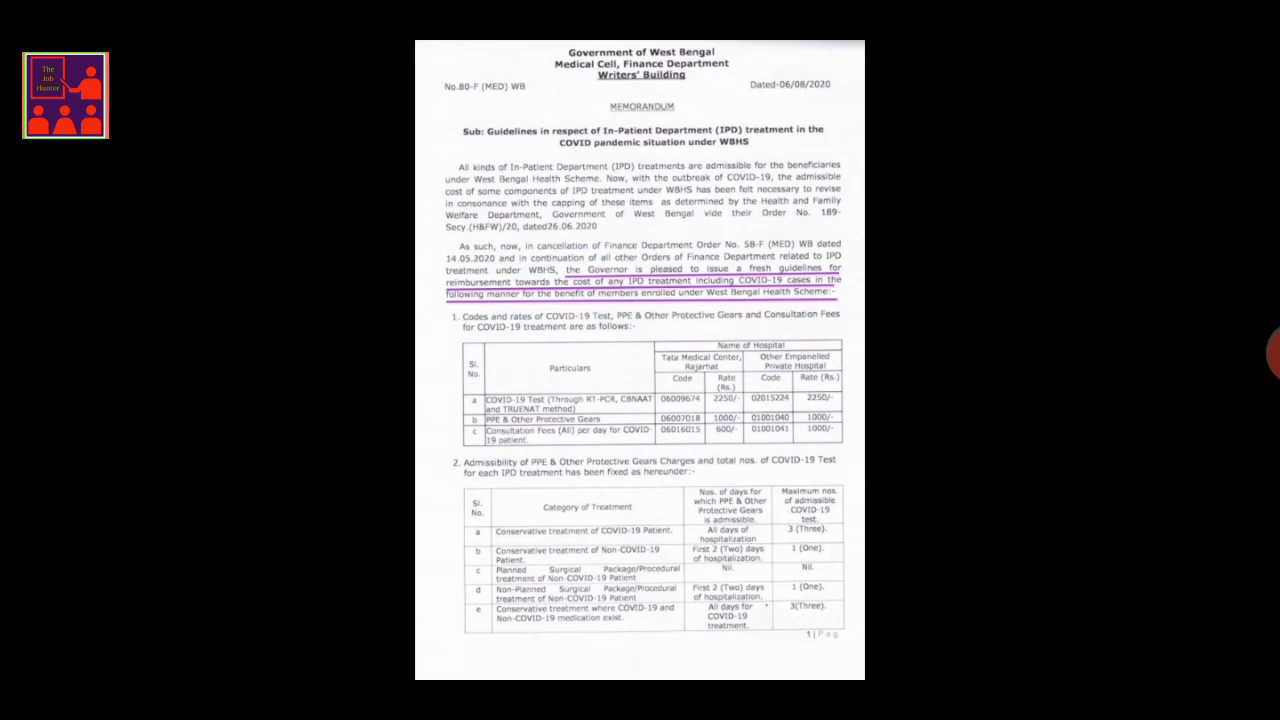 The
Job
Hunter
Government of West Bengal
Medical Cell, Finance Department
Writers' Building
No.80-F (MED) WB
Dated-06/08/2020
MEMORANDUM
Sub: Guidelines in respect of In-Patient Department (IPD) treatment in the
COVID pandemic situation under WBHS
All kinds of In-Patient Department (IPD) treatments are admissible for the beneficiaries
under West Bengal Health Scheme. Now, with the outbreak of COVID-19, the admissible
cost of some components of IPD treatment under WBHS has been felt necessary to revise
in consonance with the capping of these items as determined by the Health and Family
Welfare Department, Government of West Bengal vide their Order No. 189-
Secy.(H&FW)/20, dated26.06.2020
As such, now, in cancellation of Finance Department Order No. 58-F (MED) WB dated
14.05.2020 and in continuation of all other Orders of Finance Department related to IPD
treatment under WBHS, the Governor is pleased to issue a fresh guidelines for
reimbursement towards the cost of any IPD treatment including COVID-19 cases in the
following manner for the benefit of members enrolled under West Bengal Health Scheme:-
1. Codes and rates of COVID-19 Test, PPE & Other Protective Gears and Consultation Fees
for COVID-19 treatment are as follows:-
Sl. No.
Particulars
Name of Hospital
Tata Medical Center, Rajarhat
Other Empanelled Private Hospital
Code
Rate (Rs.)
Code
Rate (Rs.)
a COVID-19 Test (Through RT-PCR, CBNAAT 06009674 2250/- 02015224 2250/-
and TRUENAT method)
b PPE & Other Protective Gears 06007018 1000/- 01001040 1000/-
c Consultation Fees (All) per day for COVID- 06016015 600/- 01001041 1000/-
19 patient.
2. Admissibility of PPE & Other Protective Gears Charges and total nos. of COVID-19 Test
for each IPD treatment has been fixed as hereunder:-
Sl. No.
Category of Treatment
Nos. of days for
which PPE & Other
Protective Gears
is admissible.
Maximum nos.
of admissible
COVID-19
test.
a Conservative treatment of COVID-19 Patient. All days of 3 (Three).
hospitalization
b Conservative treatment of Non-COVID-19 First 2 (Two) days 1 (One).
Patient. of hospitalization.
c Planned Surgical Package/Procedural Nil. Nil.
treatment of Non-COVID-19 Patient
d Non-Planned Surgical Package/Procedural First 2 (Two) days 1 (One).
treatment of Non-COVID-19 Patient of hospitalization.
e Conservative treatment where COVID-19 and All days for 3(Three).
Non-COVID-19 medication exist. COVID-19
treatment.
1 | Pag